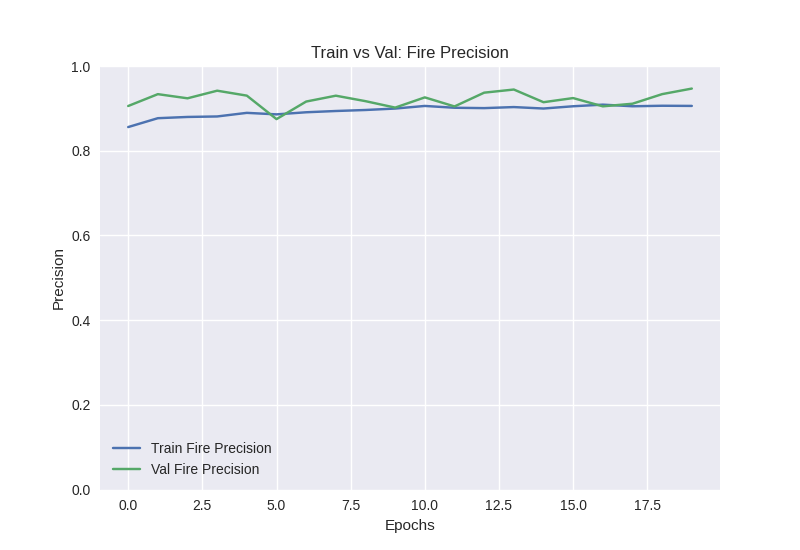 Train vs Val: Fire Precision
1.0
0.8
0.6
0.4
0.2
0.0
Precision
Train Fire Precision
Val Fire Precision
0.0 2.5 5.0 7.5 10.0 12.5 15.0 17.5
Epochs